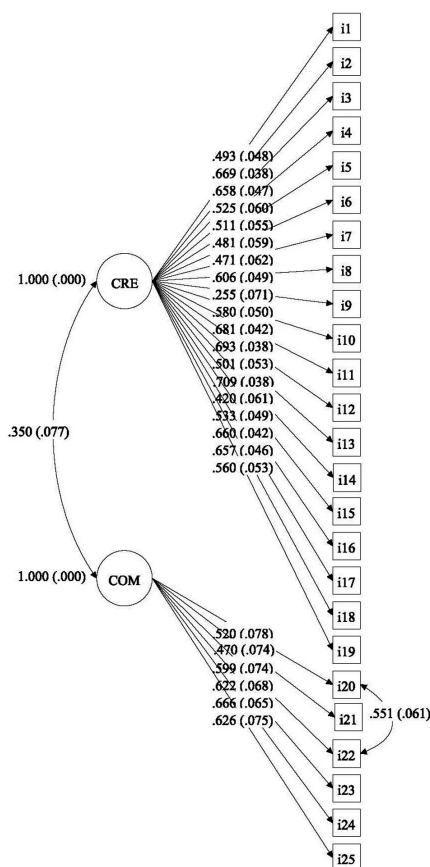 i1
i2
i3
i4
i5
i6
i7
i8
i9
i10
i11
i12
i13
i14
i15
i16
i17
i18
i19
.493 (.048)
.669 (.038)
.658 (.047)
.525 (.060)
.511 (.055)
.481 (.059)
.471 (.062)
.606 (.049)
.255 (.071)
.580 (.050)
.681 (.042)
.693 (.038)
.501 (.053)
.709 (.038)
.420 (.061)
.533 (.049)
.660 (.042)
.657 (.046)
.560 (.053)
1.000 (.000)
CRE
.350 (.077)
1.000 (.000)
COM
.520 (.078)
.470 (.074)
.599 (.074)
.622 (.068)
.666 (.065)
.626 (.075)
i20
i21
i22
i23
i24
i25
.551 (.061)